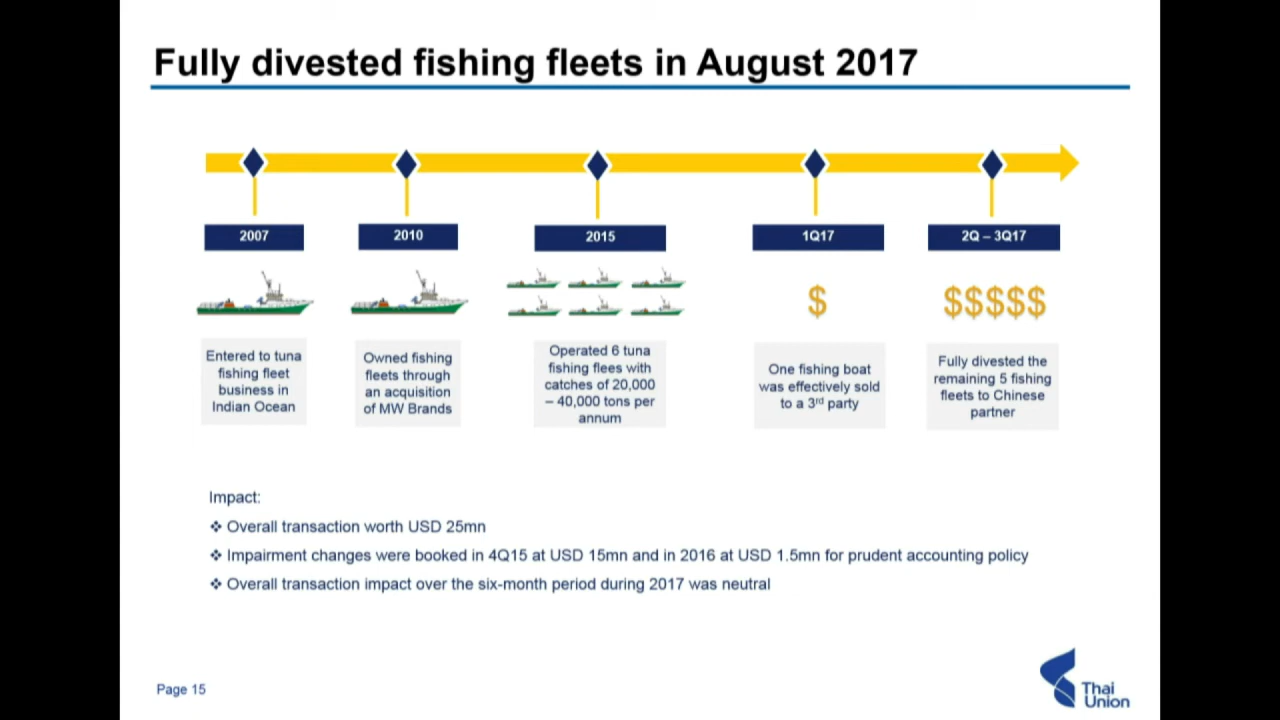 Fully divested fishing fleets in August 2017
2007
2010
2015
1Q17
2Q – 3Q17
$
$$$$$
Entered to tuna
fishing fleet
business in
Indian Ocean
Owned fishing
fleets through
an acquisition
of MW Brands
Operated 6 tuna
fishing flees with
catches of 20,000
– 40,000 tons per
annum
One fishing boat
was effectively sold
to a 3rd party
Fully divested the
remaining 5 fishing
fleets to Chinese
partner
Impact:
❖ Overall transaction worth USD 25mn
❖ Impairment changes were booked in 4Q15 at USD 15mn and in 2016 at USD 1.5mn for prudent accounting policy
❖ Overall transaction impact over the six-month period during 2017 was neutral
Page 15
Thai
Union